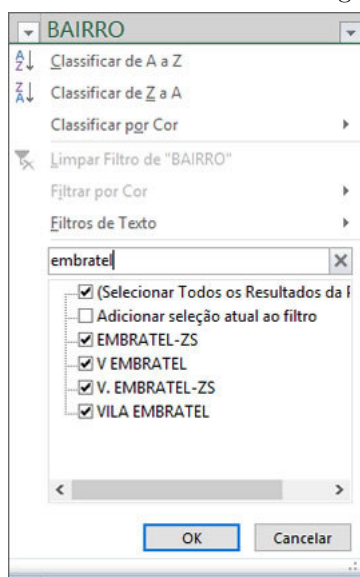 BAIRRO
Classificar de A a Z
Classificar de Z a A
Classificar por Cor
Limpar Filtro de "BAIRRO"
Filtrar por Cor
Filtros de Texto
embratel
(Selecionar Todos os Resultados da
Adicionar seleção atual ao filtro
EMBRATEL-ZS
V EMBRATEL
V. EMBRATEL-ZS
VILA EMBRATEL
OK Cancelar